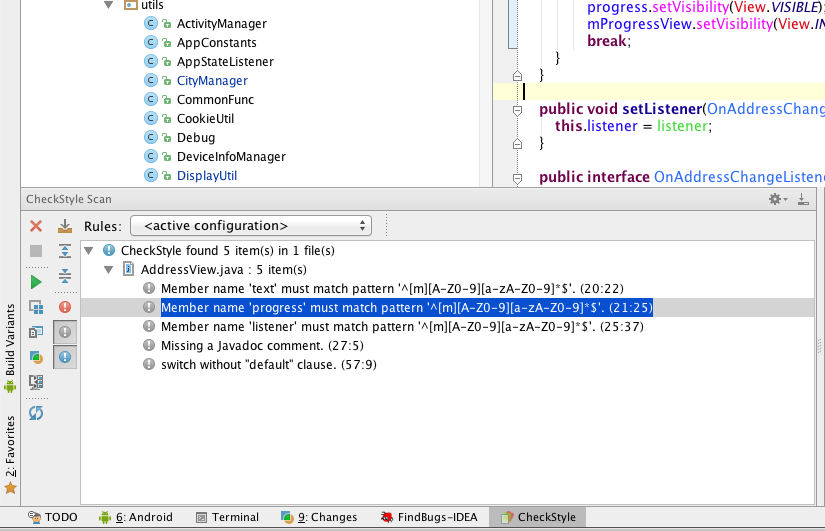 utils
ActivityManager
AppConstants
AppStateListener
CityManager
CommonFunc
CookieUtil
Debug
DeviceInfoManager
DisplayUtil
progress.setVisibility(View.VISIBLE);
mProgressView.setVisibility(View.IN
break;
}
}
public void setListener(OnAddressChang
this.listener = listener;
}
public interface OnAddressChangeListene
CheckStyle Scan
Rules: <active configuration>
CheckStyle found 5 item(s) in 1 file(s)
AddressView.java : 5 item(s)
Member name 'text' must match pattern '^[m][A-Z0-9][a-zA-Z0-9]*$'. (20:22)
Member name 'progress' must match pattern '^[m][A-Z0-9][a-zA-Z0-9]*$'. (21:25)
Member name 'listener' must match pattern '^[m][A-Z0-9][a-zA-Z0-9]*$'. (25:37)
Missing a Javadoc comment. (27:5)
switch without "default" clause. (57:9)
Build Variants
2: Favorites
TODO 6: Android Terminal 9: Changes FindBugs-IDEA CheckStyle